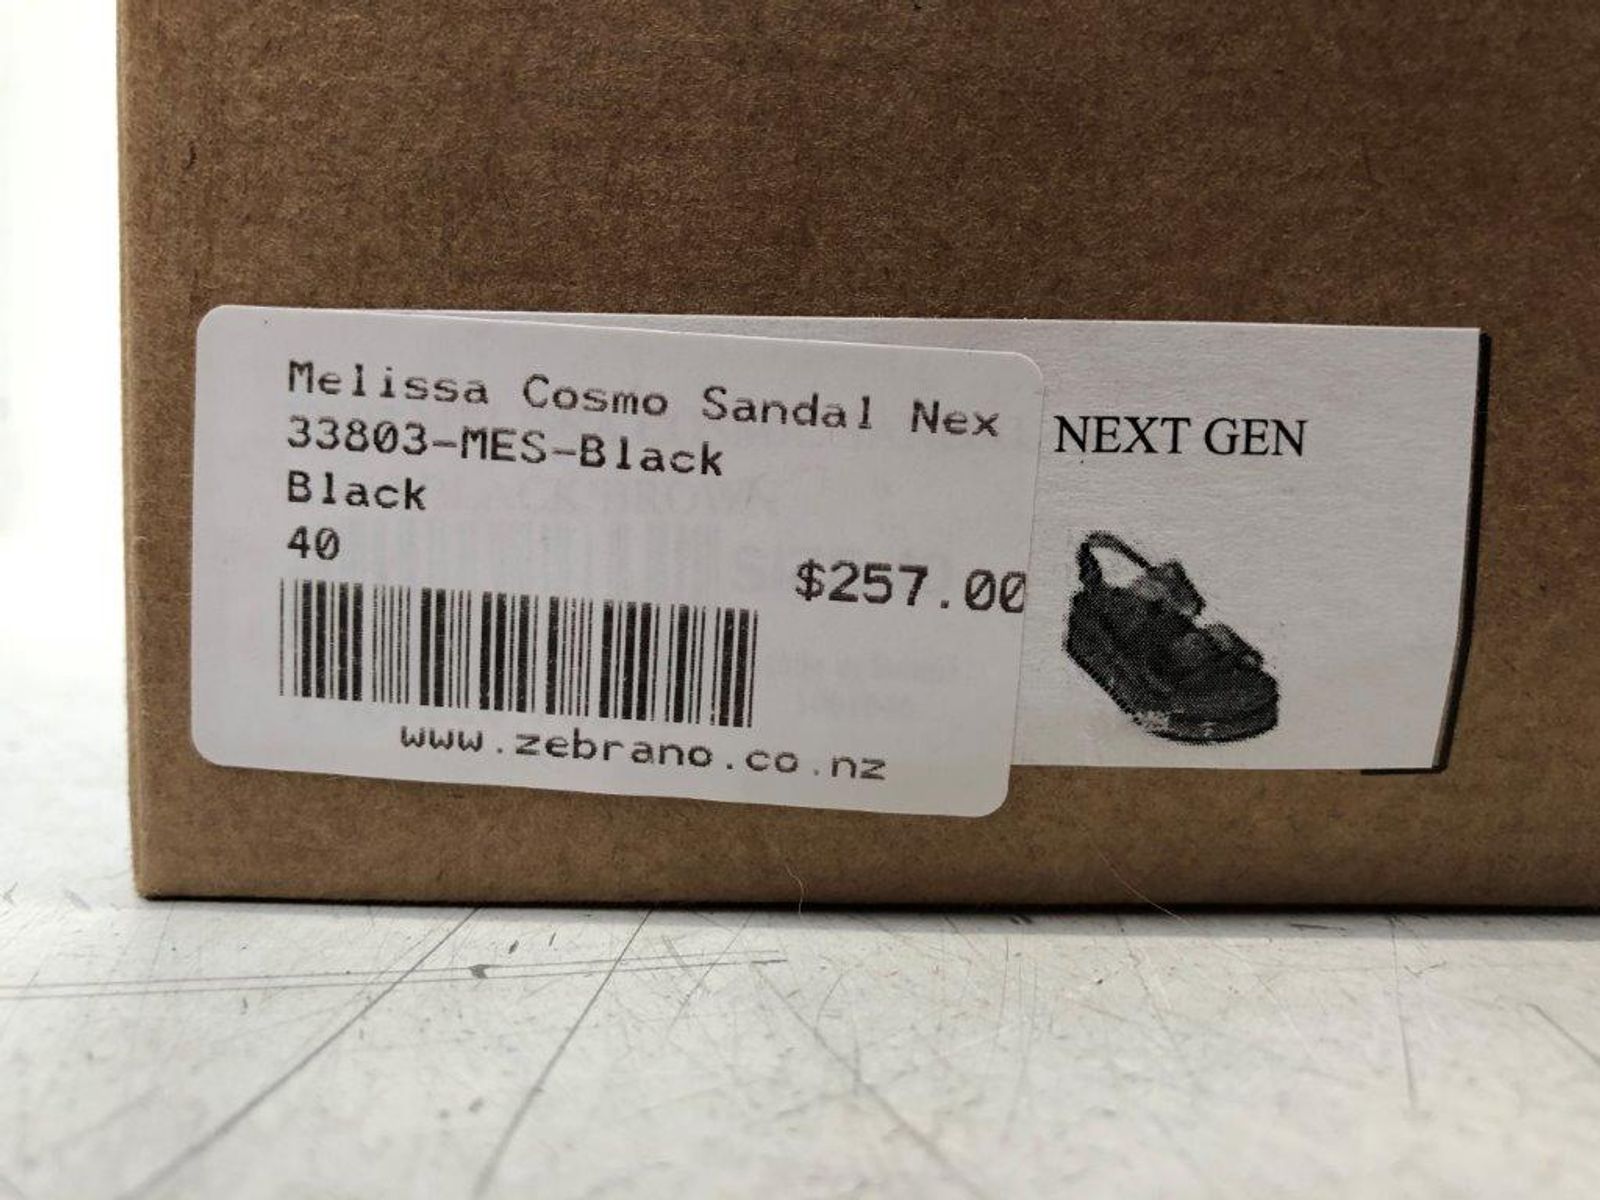 Melissa Cosmo Sandal Nex
33803-MES-Black
Black
40
$257.00
www.zebrano.co.nz
NEXT GEN